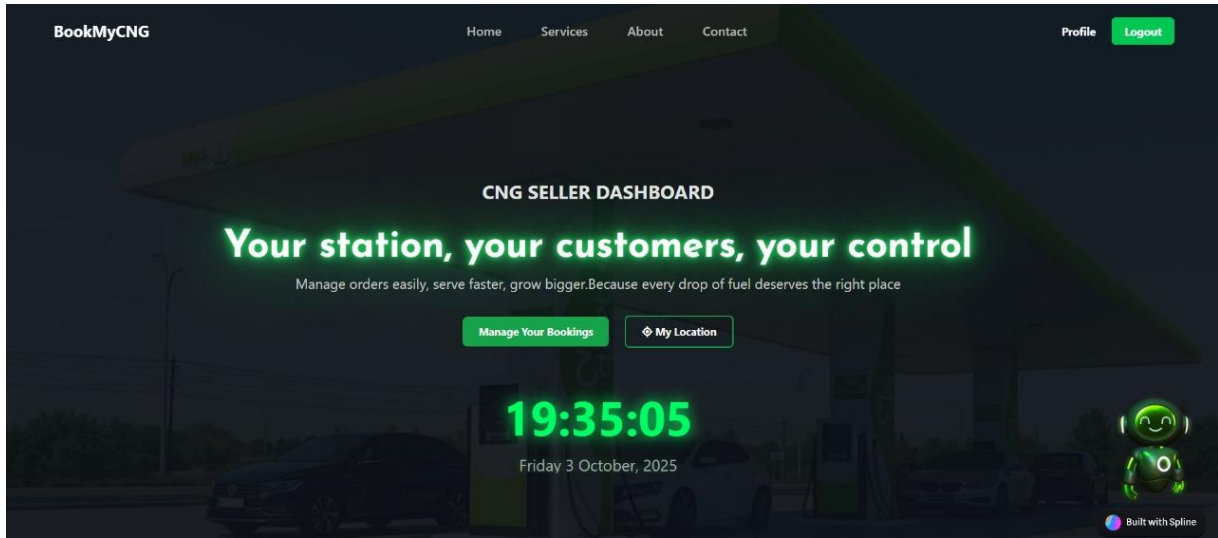 BookMyCNG
Home Services About Contact
Profile Logout
CNG SELLER DASHBOARD
Your station, your customers, your control
Manage orders easily, serve faster, grow bigger.Because every drop of fuel deserves the right place
Manage Your Bookings My Location
19:35:05
Friday 3 October, 2025
Built with Spline